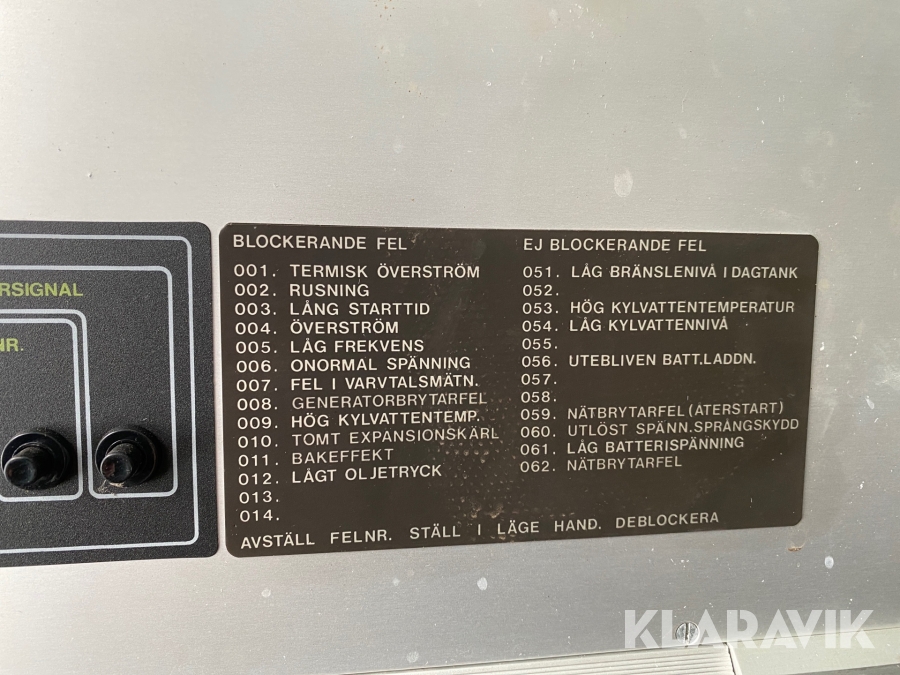 RSIGNAL
NR.
BLOCKERANDE FEL
001. TERMISK ÖVERSTRÖM
002. RUSNING
003. LÅNG STARTTID
004. ÖVERSTRÖM
005. LÅG FREKVENS
006. ONORMAL SPÄNNING
007. FEL I VARVTALSMÄTN.
008. GENERATORBRYTARFEL
009. HÖG KYLVATTENTEMP.
010. TOMT EXPANSIONSKÄRL
011. BAKEFFEKT
012. LÅGT OLJETRYCK
013.
014.
EJ BLOCKERANDE FEL
051. LÅG BRÄNSLENIVÅ I DAGTANK
052.
053. HÖG KYLVATTENTEMPERATUR
054. LÅG KYLVATTENNIVÅ
055.
056. UTEBLIVEN BATT.LADDN.
057.
058.
059. NÄTBRYTARFEL (ÅTERSTART)
060. UTLÖST SPÄNN.SPRÅNGSKYDD
061. LÅG BATTERISPÄNNING
062. NÄTBRYTARFEL
AVSTÄLL FELNR. STÄLL I LÄGE HAND. DEBLOCKERA
KLARAVIK